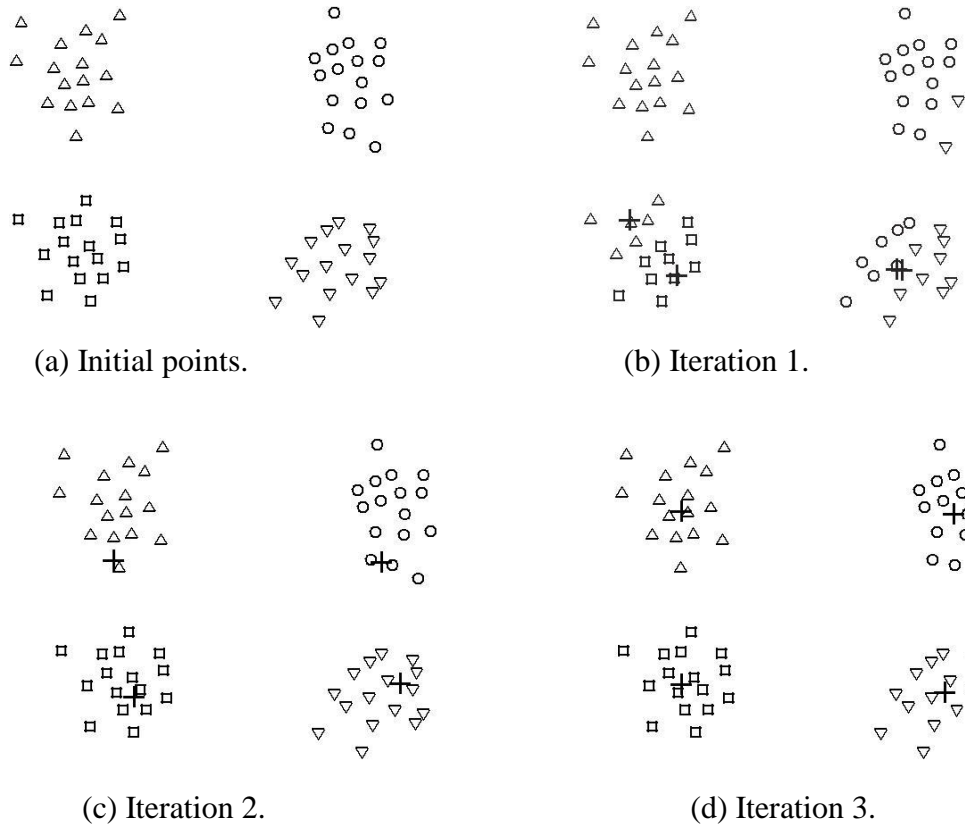 (a) Initial points.
(b) Iteration 1.
(c) Iteration 2.
(d) Iteration 3.